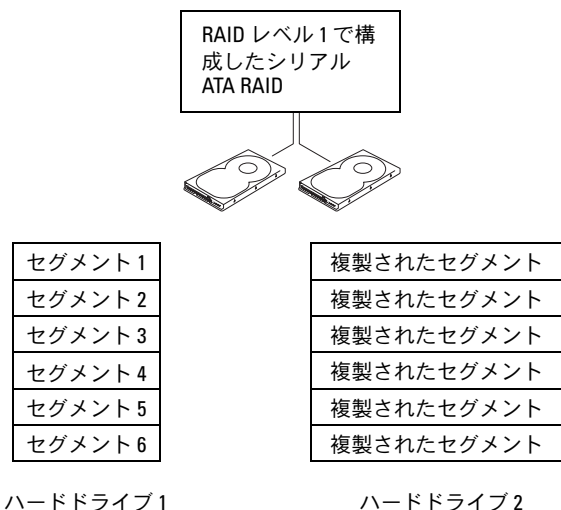 RAID レベル 1 で構
成したシリアル
ATA RAID
セグメント 1
セグメント 2
セグメント 3
セグメント 4
セグメント 5
セグメント 6
複製されたセグメント
複製されたセグメント
複製されたセグメント
複製されたセグメント
複製されたセグメント
複製されたセグメント
ハードドライブ 1
ハードドライブ 2